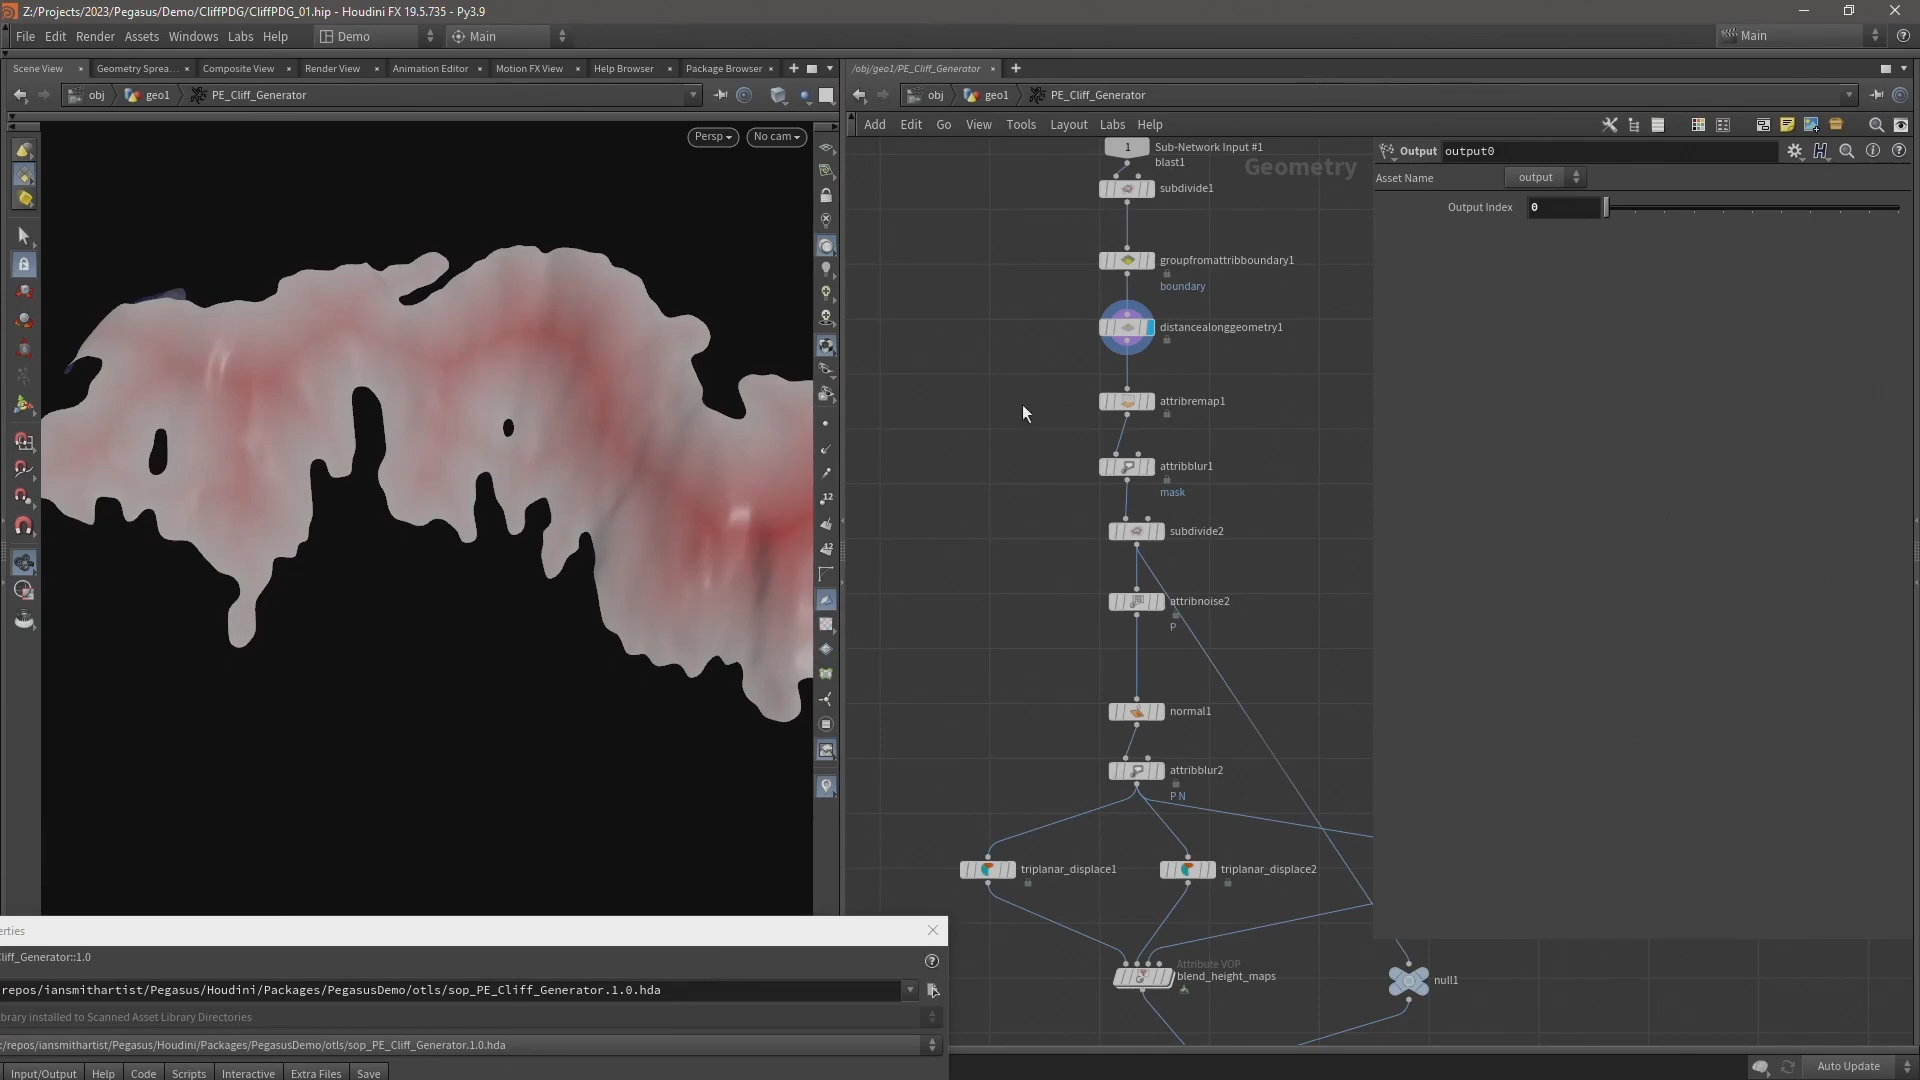 Z:/Projects/2023/Pegasus/Demo/CliffPDG/CliffPDG_01.hip - Houdini FX 19.5.735 - Py3.9
File Edit Render Assets Windows Labs Help Demo Main Main
Scene View Geometry Sprea... Composite View Render View Animation Editor Motion FX View Help Browser Package Browser
/obj/geo1/PE_Cliff_Generator
obj geo1 PE_Cliff_Generator
obj geo1 PE_Cliff_Generator
Add Edit Go View Tools Layout Labs Help
Persp No cam
1 Sub-Network Input #1
blast1
Geometry
subdivide1
groupfromattribboundary1
boundary
distancealonggeometry1
attribremap1
attribblur1
mask
subdivide2
attribnoise2
P
normal1
attribblur2
P N
triplanar_displace1
triplanar_displace2
Attribute VOP
blend_height_maps
null1
Output output0
Asset Name output
Output Index 0
12
12
erties
liff_Generator::1.0
repos/iansmithartist/Pegasus/Houdini/Packages/PegasusDemo/otls/sop_PE_Cliff_Generator.1.0.hda
brary installed to Scanned Asset Library Directories
:/repos/iansmithartist/Pegasus/Houdini/Packages/PegasusDemo/otls/sop_PE_Cliff_Generator.1.0.hda
Input/Output Help Code Scripts Interactive Extra Files Save
Auto Update